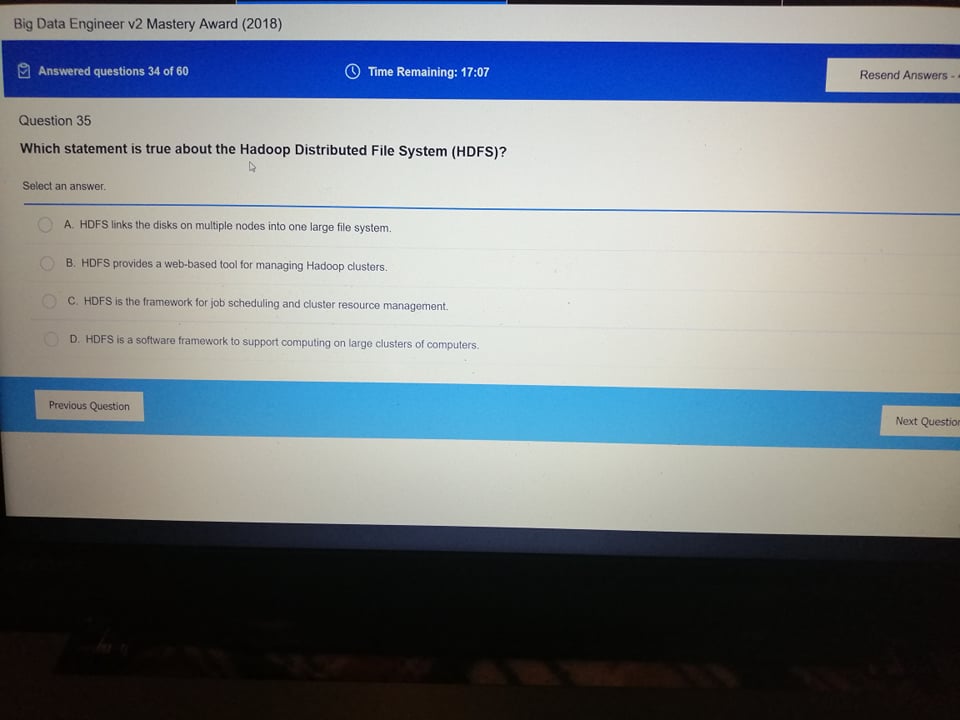 Big Data Engineer v2 Mastery Award (2018)
Answered questions 34 of 60
Time Remaining: 17:07
Resend Answers -
Question 35
Which statement is true about the Hadoop Distributed File System (HDFS)?
Select an answer.
A. HDFS links the disks on multiple nodes into one large file system.
B. HDFS provides a web-based tool for managing Hadoop clusters.
C. HDFS is the framework for job scheduling and cluster resource management.
D. HDFS is a software framework to support computing on large clusters of computers.
Previous Question
Next Question